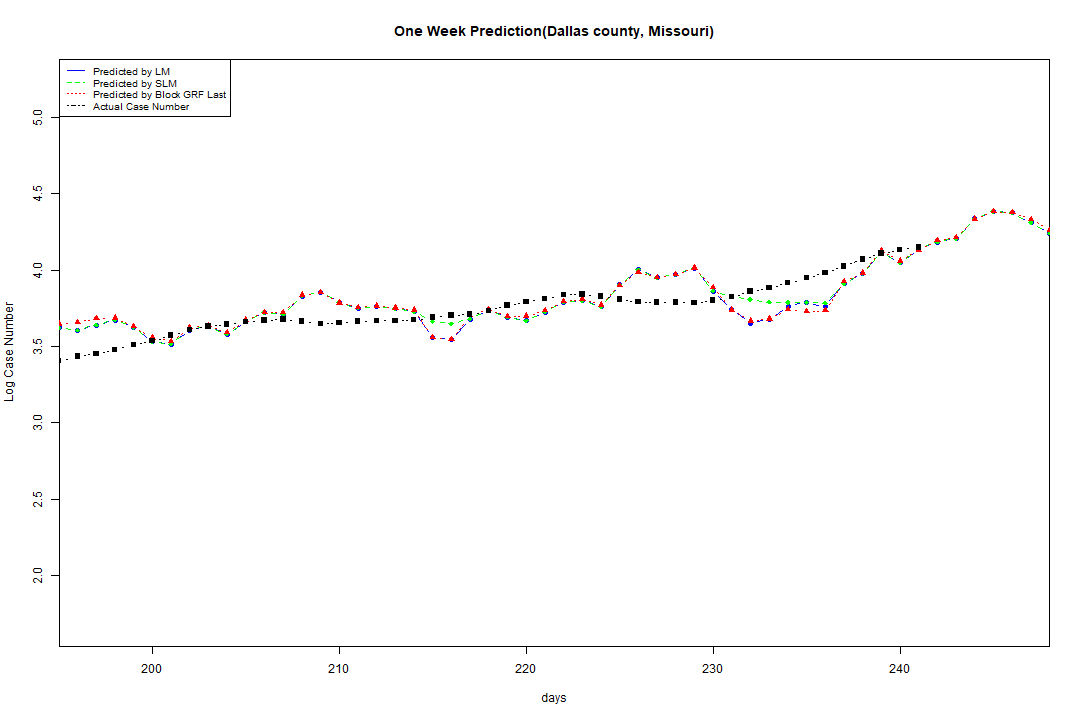 One Week Prediction(Dallas county, Missouri)
Predicted by LM
Predicted by SLM
Predicted by Block GRF Last
Actual Case Number
Log Case Number
5.0
4.5
4.0
3.5
3.0
2.5
2.0
200 210 220 230 240
days